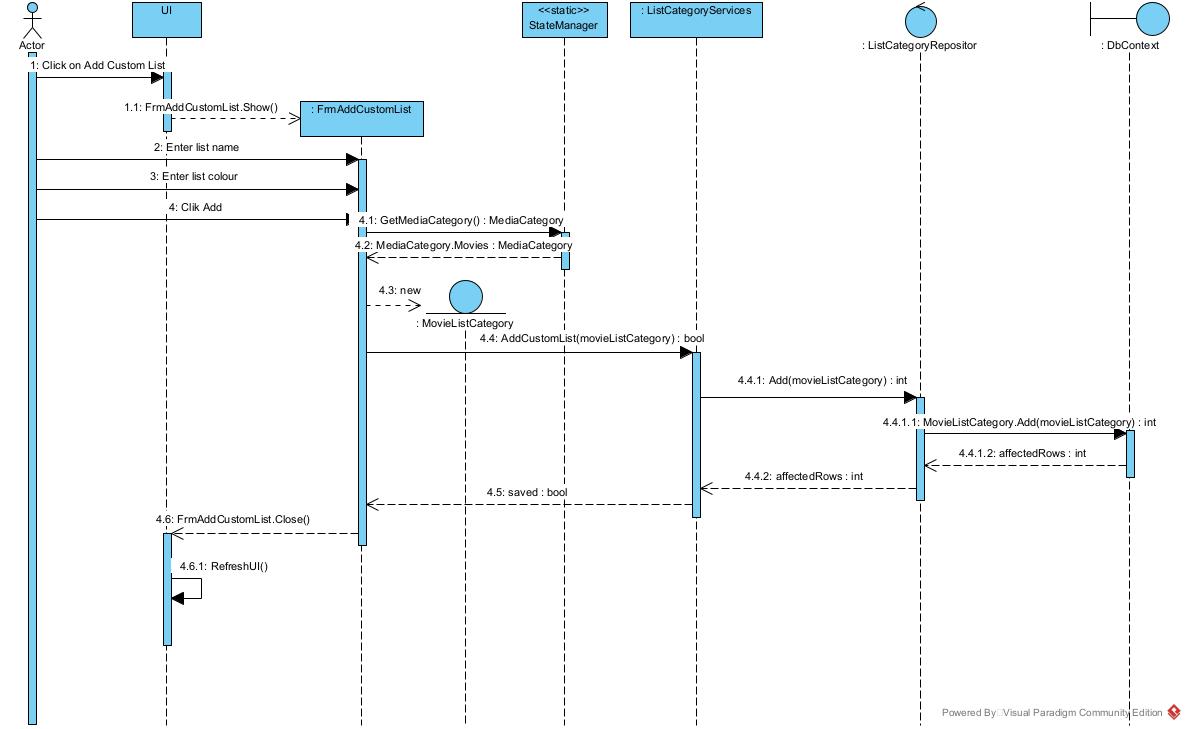 UI
<<static>>
StateManager
: ListCategoryServices
Actor
: ListCategoryRepositor
: DbContext
1: Click on Add Custom List
1.1: FrmAddCustomList.Show()
: FrmAddCustomList
2: Enter list name
3: Enter list colour
4: Clik Add
4.1: GetMediaCategory() : MediaCategory
4.2: MediaCategory.Movies : MediaCategory
4.3: new
: MovieListCategory
4.4: AddCustomList(movieListCategory) : bool
4.4.1: Add(movieListCategory) : int
4.4.1.1: MovieListCategory.Add(movieListCategory) : int
4.4.1.2: affectedRows : int
4.4.2: affectedRows : int
4.5: saved : bool
4.6: FrmAddCustomList.Close()
4.6.1: RefreshUI()
Powered By Visual Paradigm Community Edition